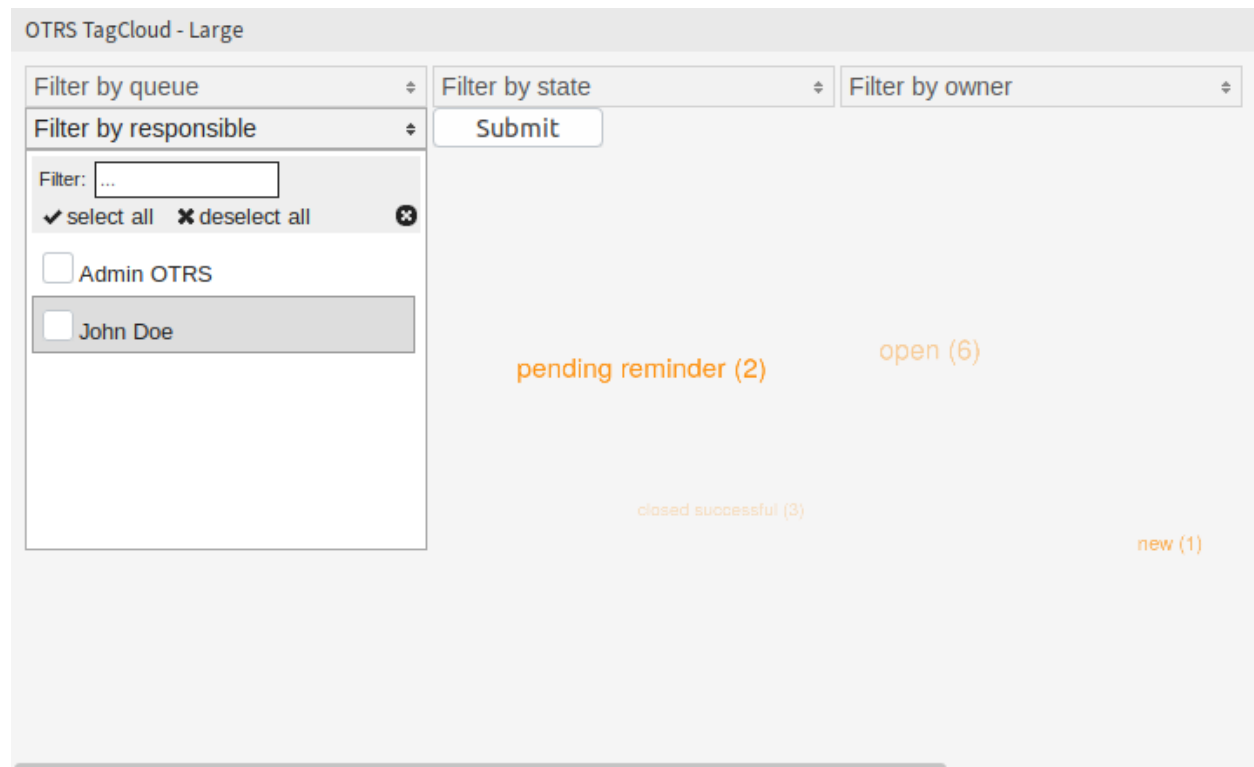 OTRS TagCloud - Large
Filter by queue
Filter by state
Filter by owner
Filter by responsible
Submit
Filter: ...
select all
deselect all
Admin OTRS
John Doe
open (6)
pending reminder (2)
closed successful (3)
new (1)